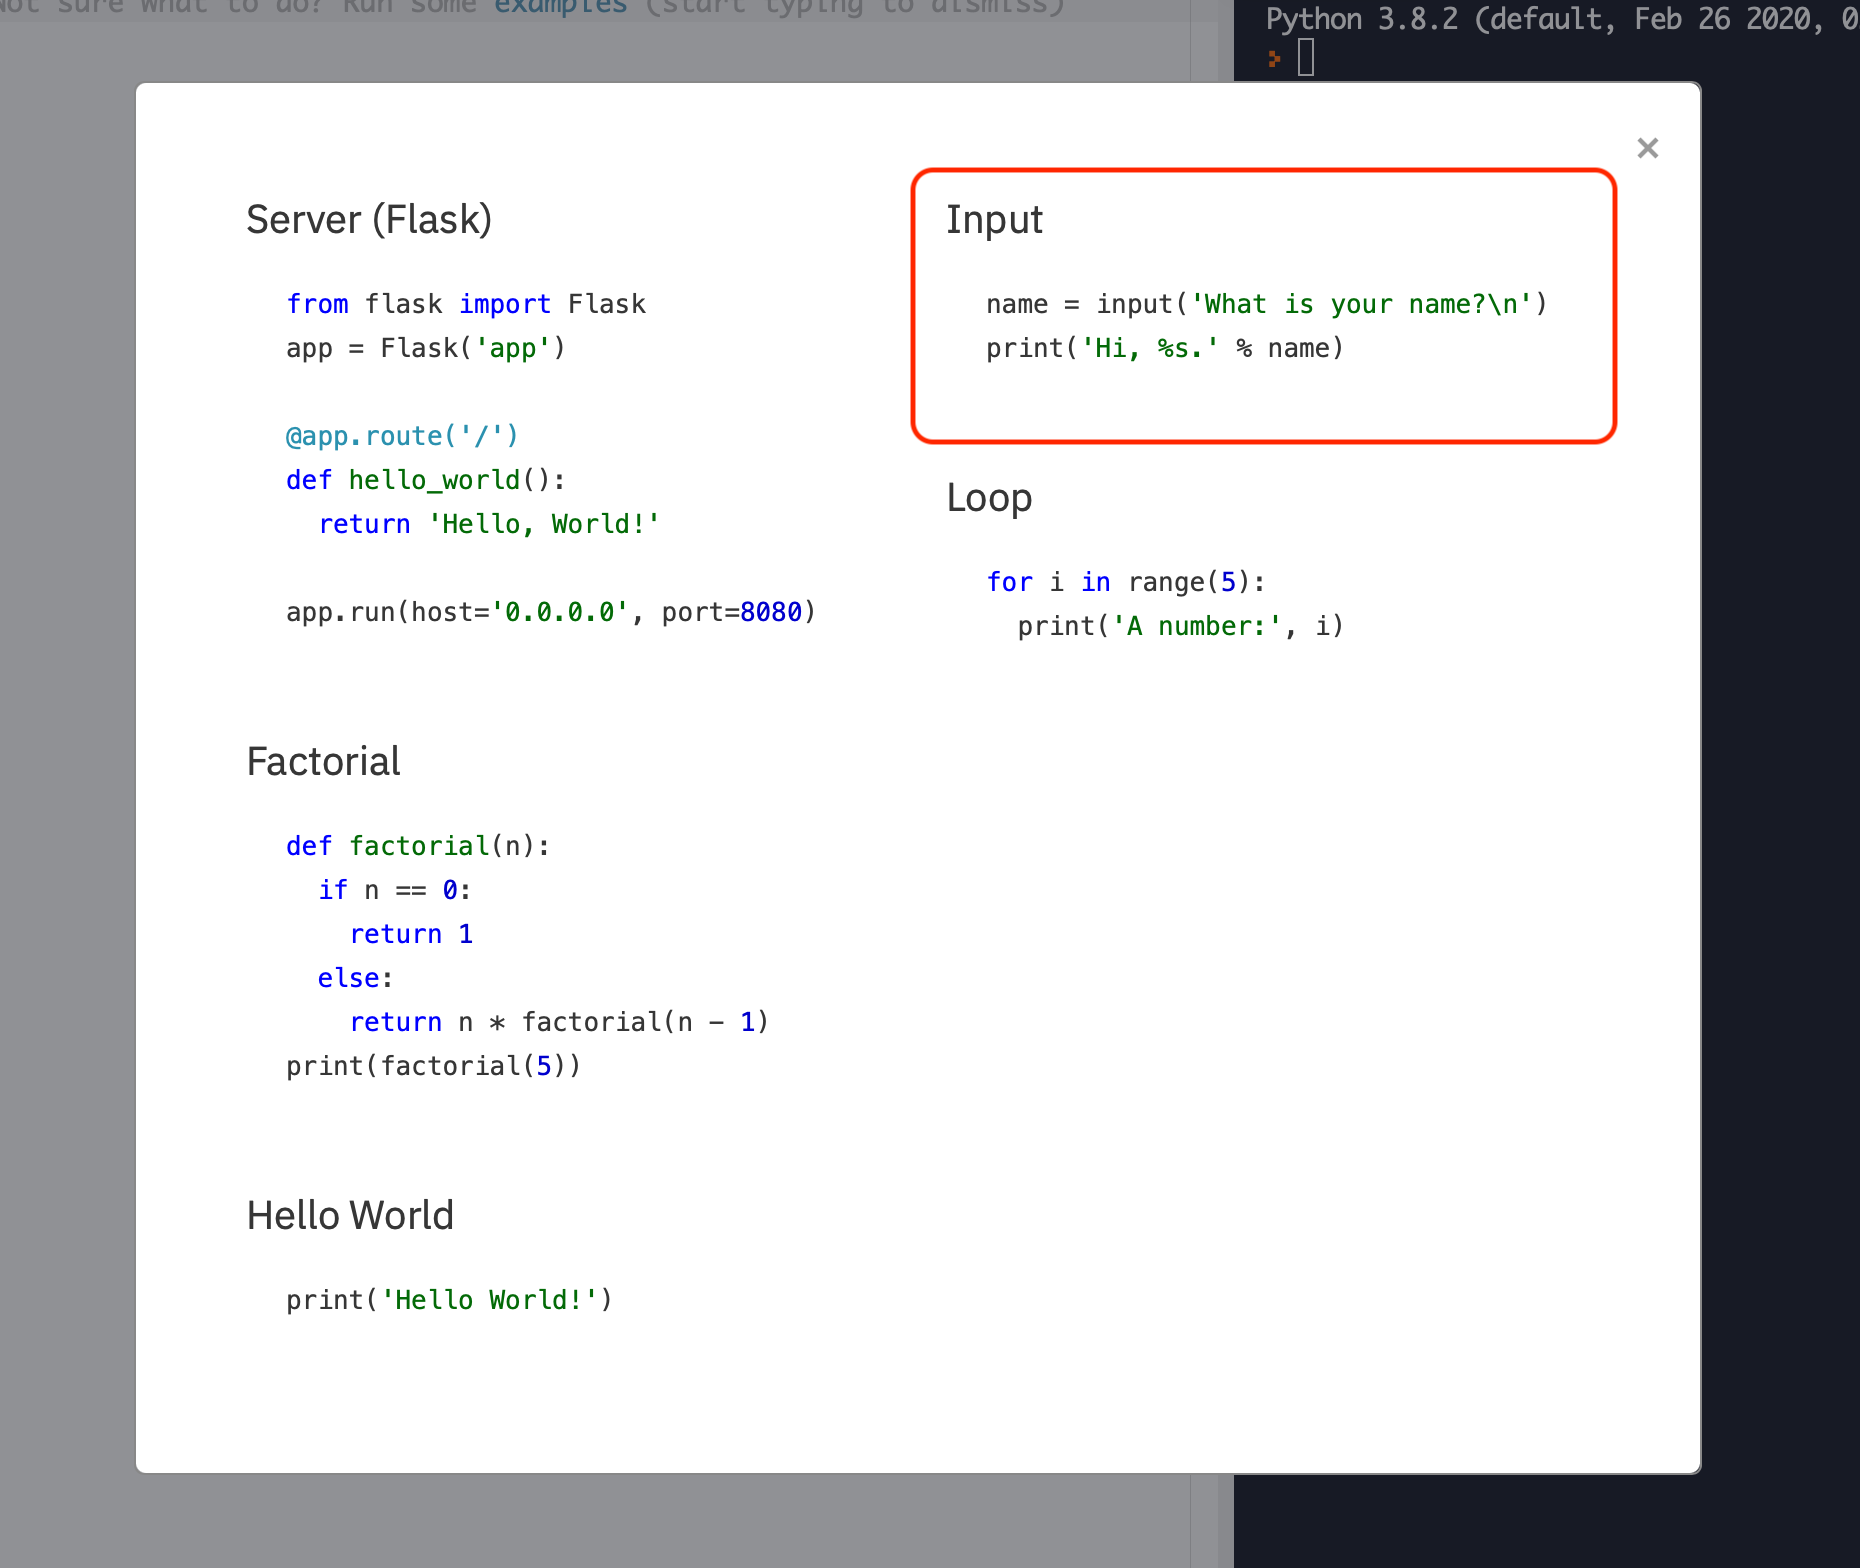 Not sure what to do? Run some examples (start typing to dismiss)
Python 3.8.2 (default, Feb 26 2020, 0
×
Server (Flask)
from flask import Flask
app = Flask('app')
@app.route('/')
def hello_world():
  return 'Hello, World!'
app.run(host='0.0.0.0', port=8080)
Factorial
def factorial(n):
  if n == 0:
    return 1
  else:
    return n * factorial(n - 1)
print(factorial(5))
Hello World
print('Hello World!')
Input
name = input('What is your name?\n')
print('Hi, %s.' % name)
Loop
for i in range(5):
  print('A number:', i)